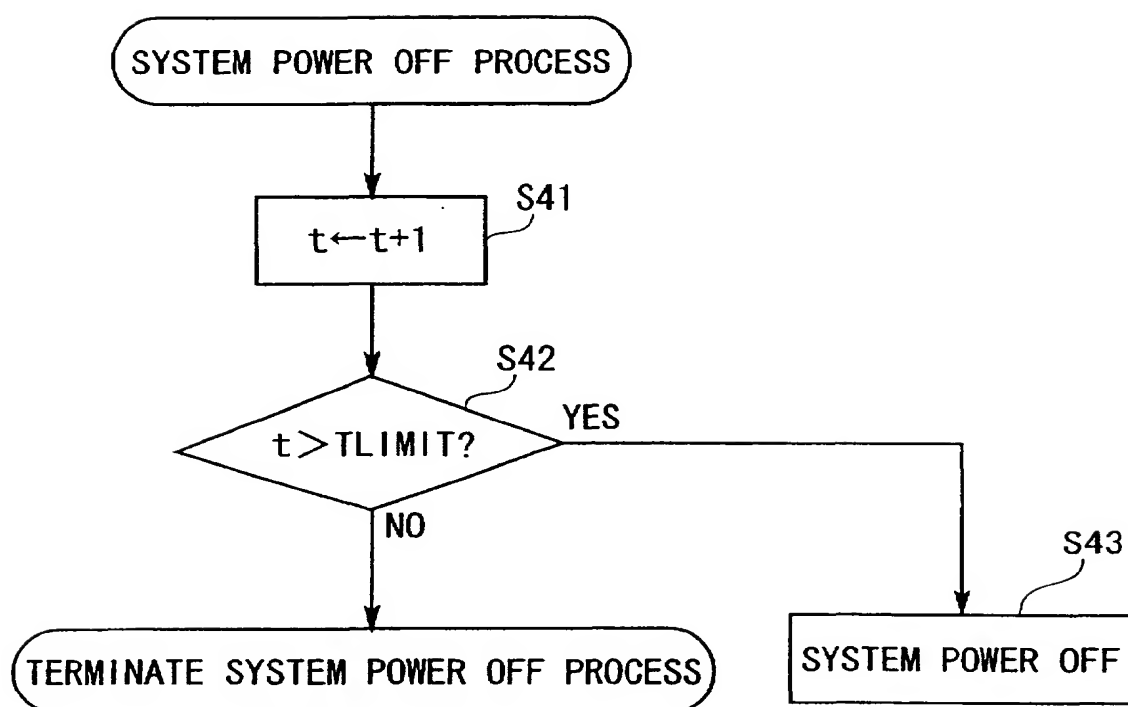 SYSTEM POWER OFF PROCESS
S41
t←t+1
S42
t>TLIMIT?
YES
NO
S43
TERMINATE SYSTEM POWER OFF PROCESS
SYSTEM POWER OFF